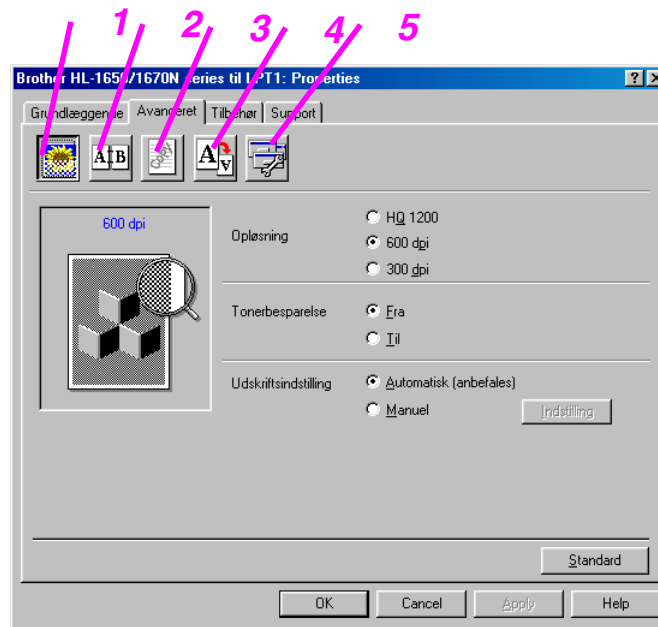 1 2 3 4 5
Brother HL-1650/1670N series til LPT1: Properties
Grundlæggende Avanceret Tilbehør Support
A B COPY A A
600 dpi
Opløsning
HQ 1200
600 dpi
300 dpi
Tonerbesparelse
Fra
Til
Udskriftsindstilling
Automatisk (anbefales)
Manuel
Indstilling
Standard
OK Cancel Apply Help